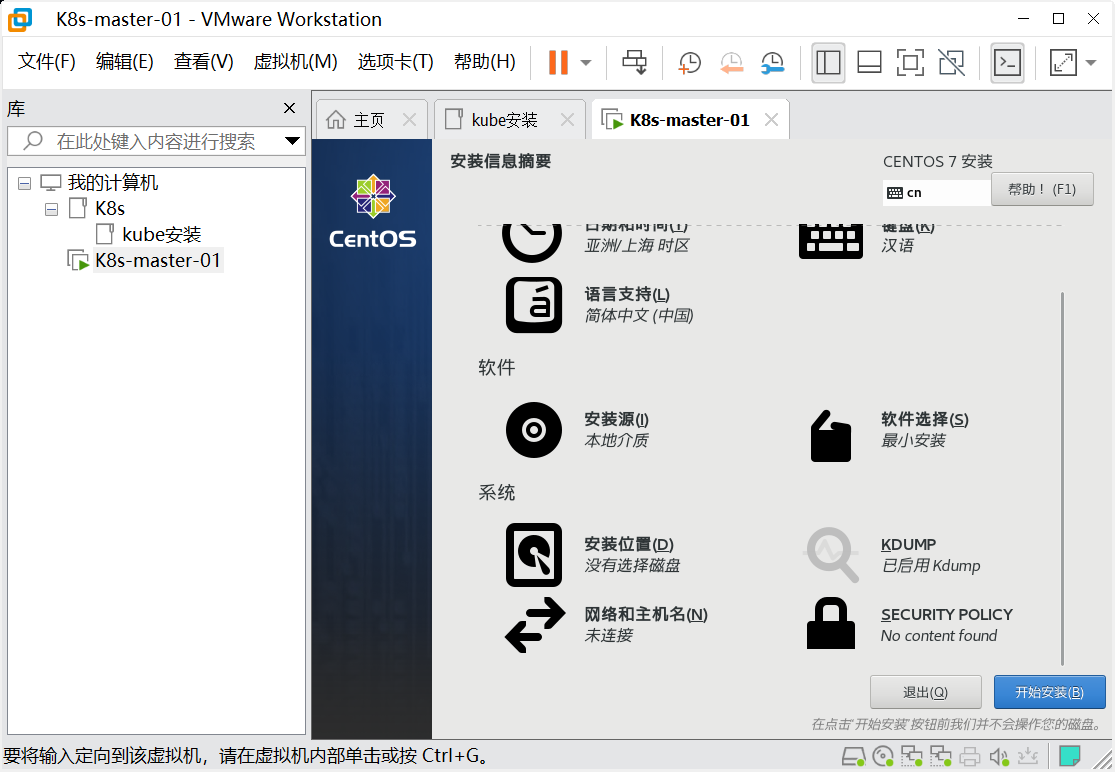 K8s-master-01 - VMware Workstation
文件(F) 编辑(E) 查看(V) 虚拟机(M) 选项卡(T) 帮助(H)
库
在此处键入内容进行搜索
我的计算机
K8s
kube安装
K8s-master-01
主页 kube安装 K8s-master-01
CentOS
安装信息摘要
CENTOS 7 安装
cn
帮助！(F1)
日期和时间(T)
亚洲/上海 时区
键盘(K)
汉语
语言支持(L)
简体中文 (中国)
软件
安装源(I)
本地介质
软件选择(S)
最小安装
系统
安装位置(D)
没有选择磁盘
KDUMP
已启用 Kdump
网络和主机名(N)
未连接
SECURITY POLICY
No content found
退出(Q)
开始安装(B)
在点击'开始安装'按钮前我们并不会操作您的磁盘。
要将输入定向到该虚拟机，请在虚拟机内部单击或按 Ctrl+G。